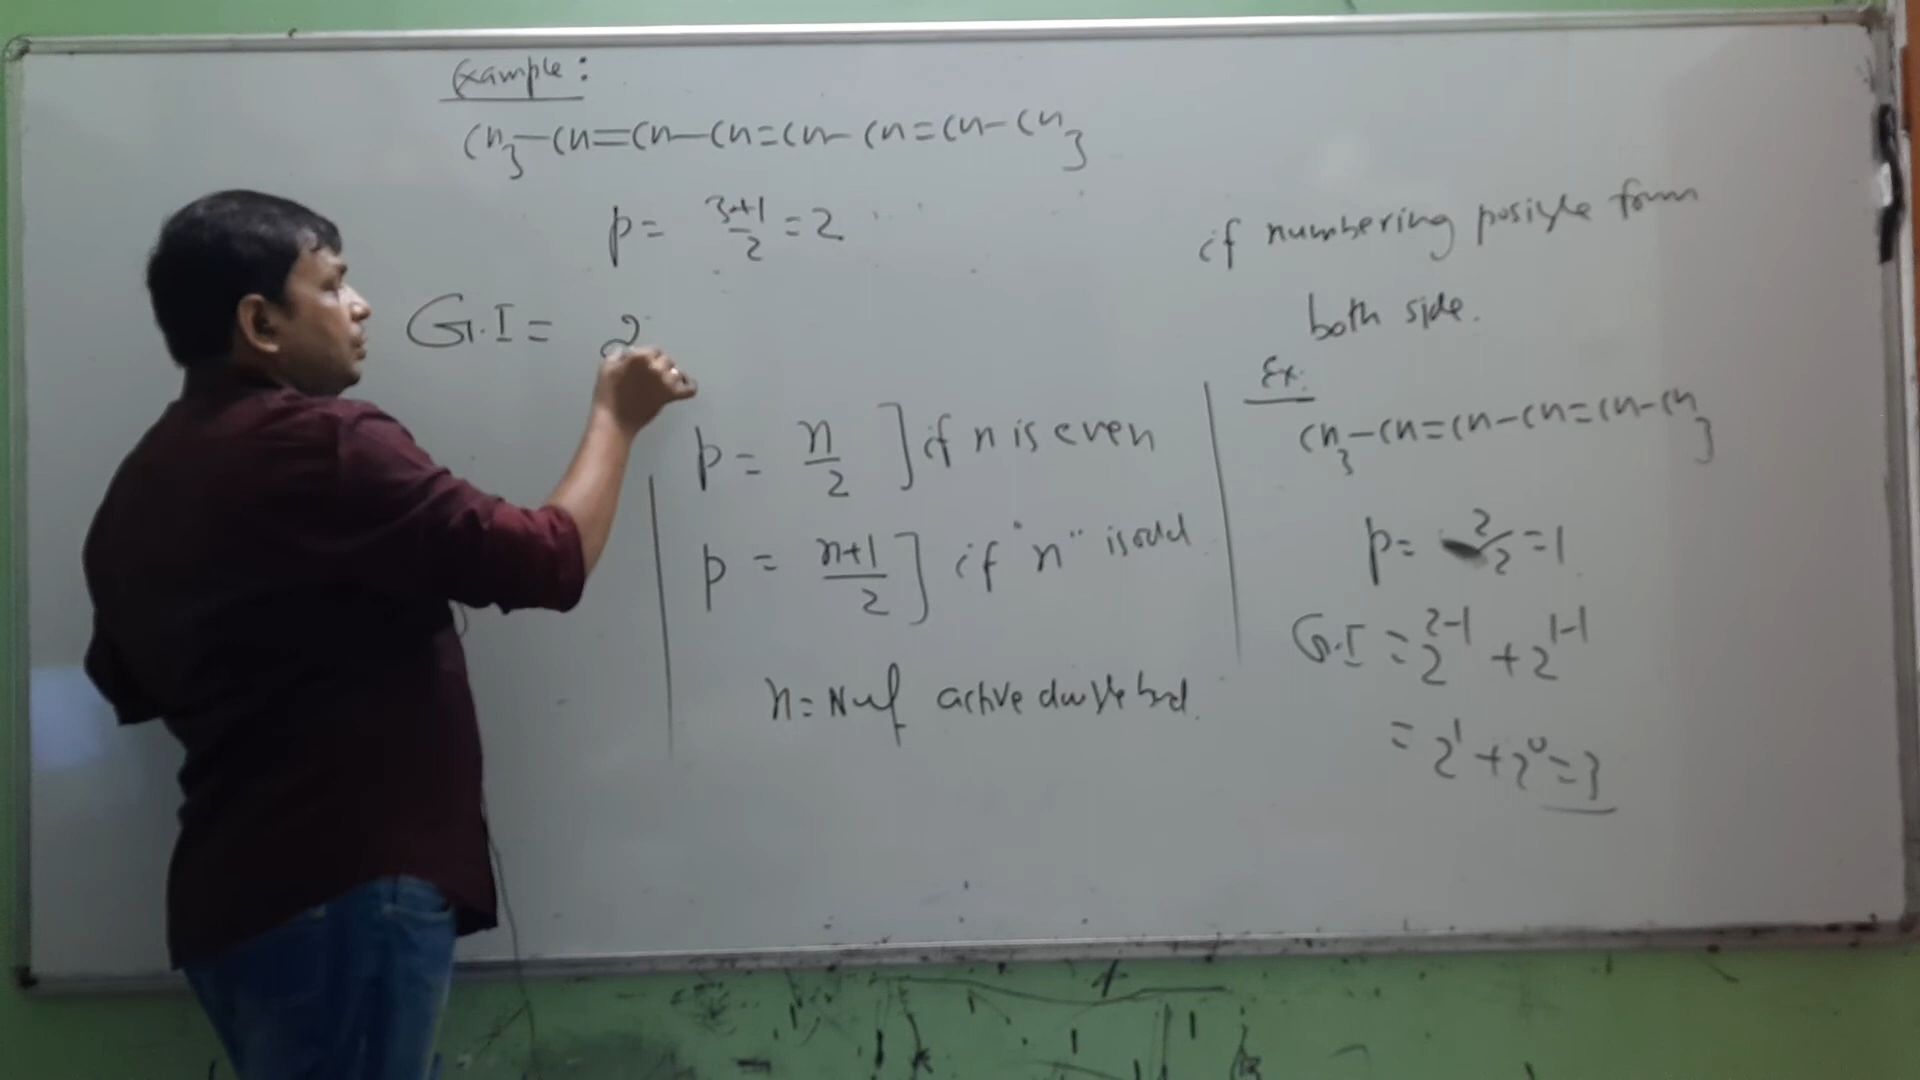 Example:
CH3-CH=CH-CH=CH-CH=CH-CH3
p = 3+1/2 = 2
G.I = 2
p = n/2 ] if n is even
p = n+1/2 ] if "n" is odd
n = No of active double bond.
if numbering posible from
both side.
Ex:
CH3-CH=CH-CH=CH-CH3
p = 2/2 = 1
G.I = 2^2-1 + 2^1-1
= 2^1 + 2^0 = 3